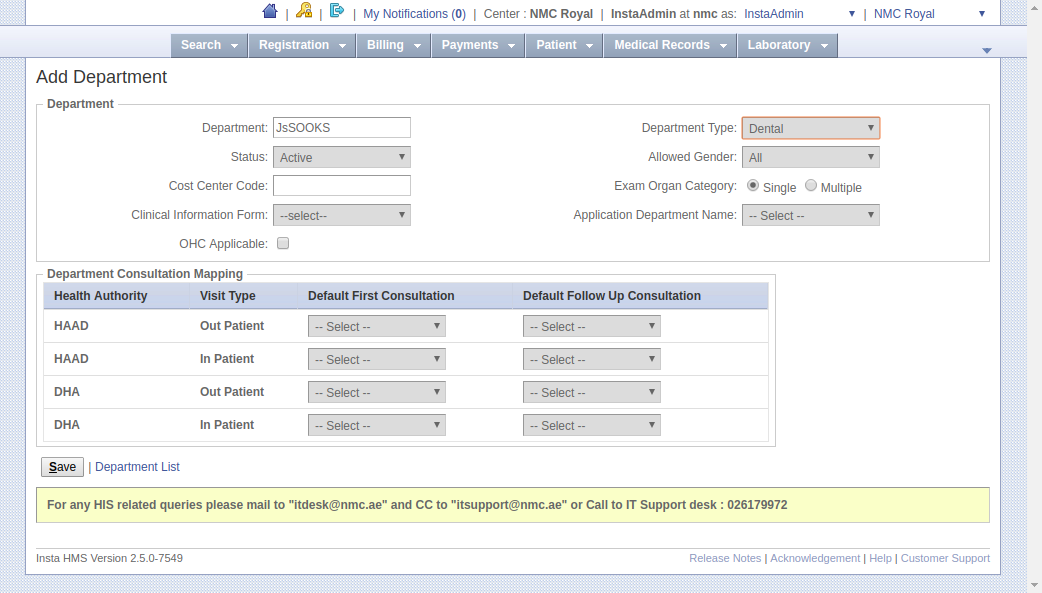 | | | My Notifications (0) | Center : NMC Royal | InstaAdmin at nmc as: InstaAdmin | NMC Royal
Search Registration Billing Payments Patient Medical Records Laboratory
Add Department
Department
Department: JsSOOKS Department Type: Dental
Status: Active Allowed Gender: All
Cost Center Code: Exam Organ Category: Single Multiple
Clinical Information Form: --select-- Application Department Name: -- Select --
OHC Applicable:
Department Consultation Mapping
Health Authority Visit Type Default First Consultation Default Follow Up Consultation
HAAD Out Patient -- Select -- -- Select --
HAAD In Patient -- Select -- -- Select --
DHA Out Patient -- Select -- -- Select --
DHA In Patient -- Select -- -- Select --
Save | Department List
For any HIS related queries please mail to "itdesk@nmc.ae" and CC to "itsupport@nmc.ae" or Call to IT Support desk : 026179972
Insta HMS Version 2.5.0-7549 Release Notes | Acknowledgement | Help | Customer Support